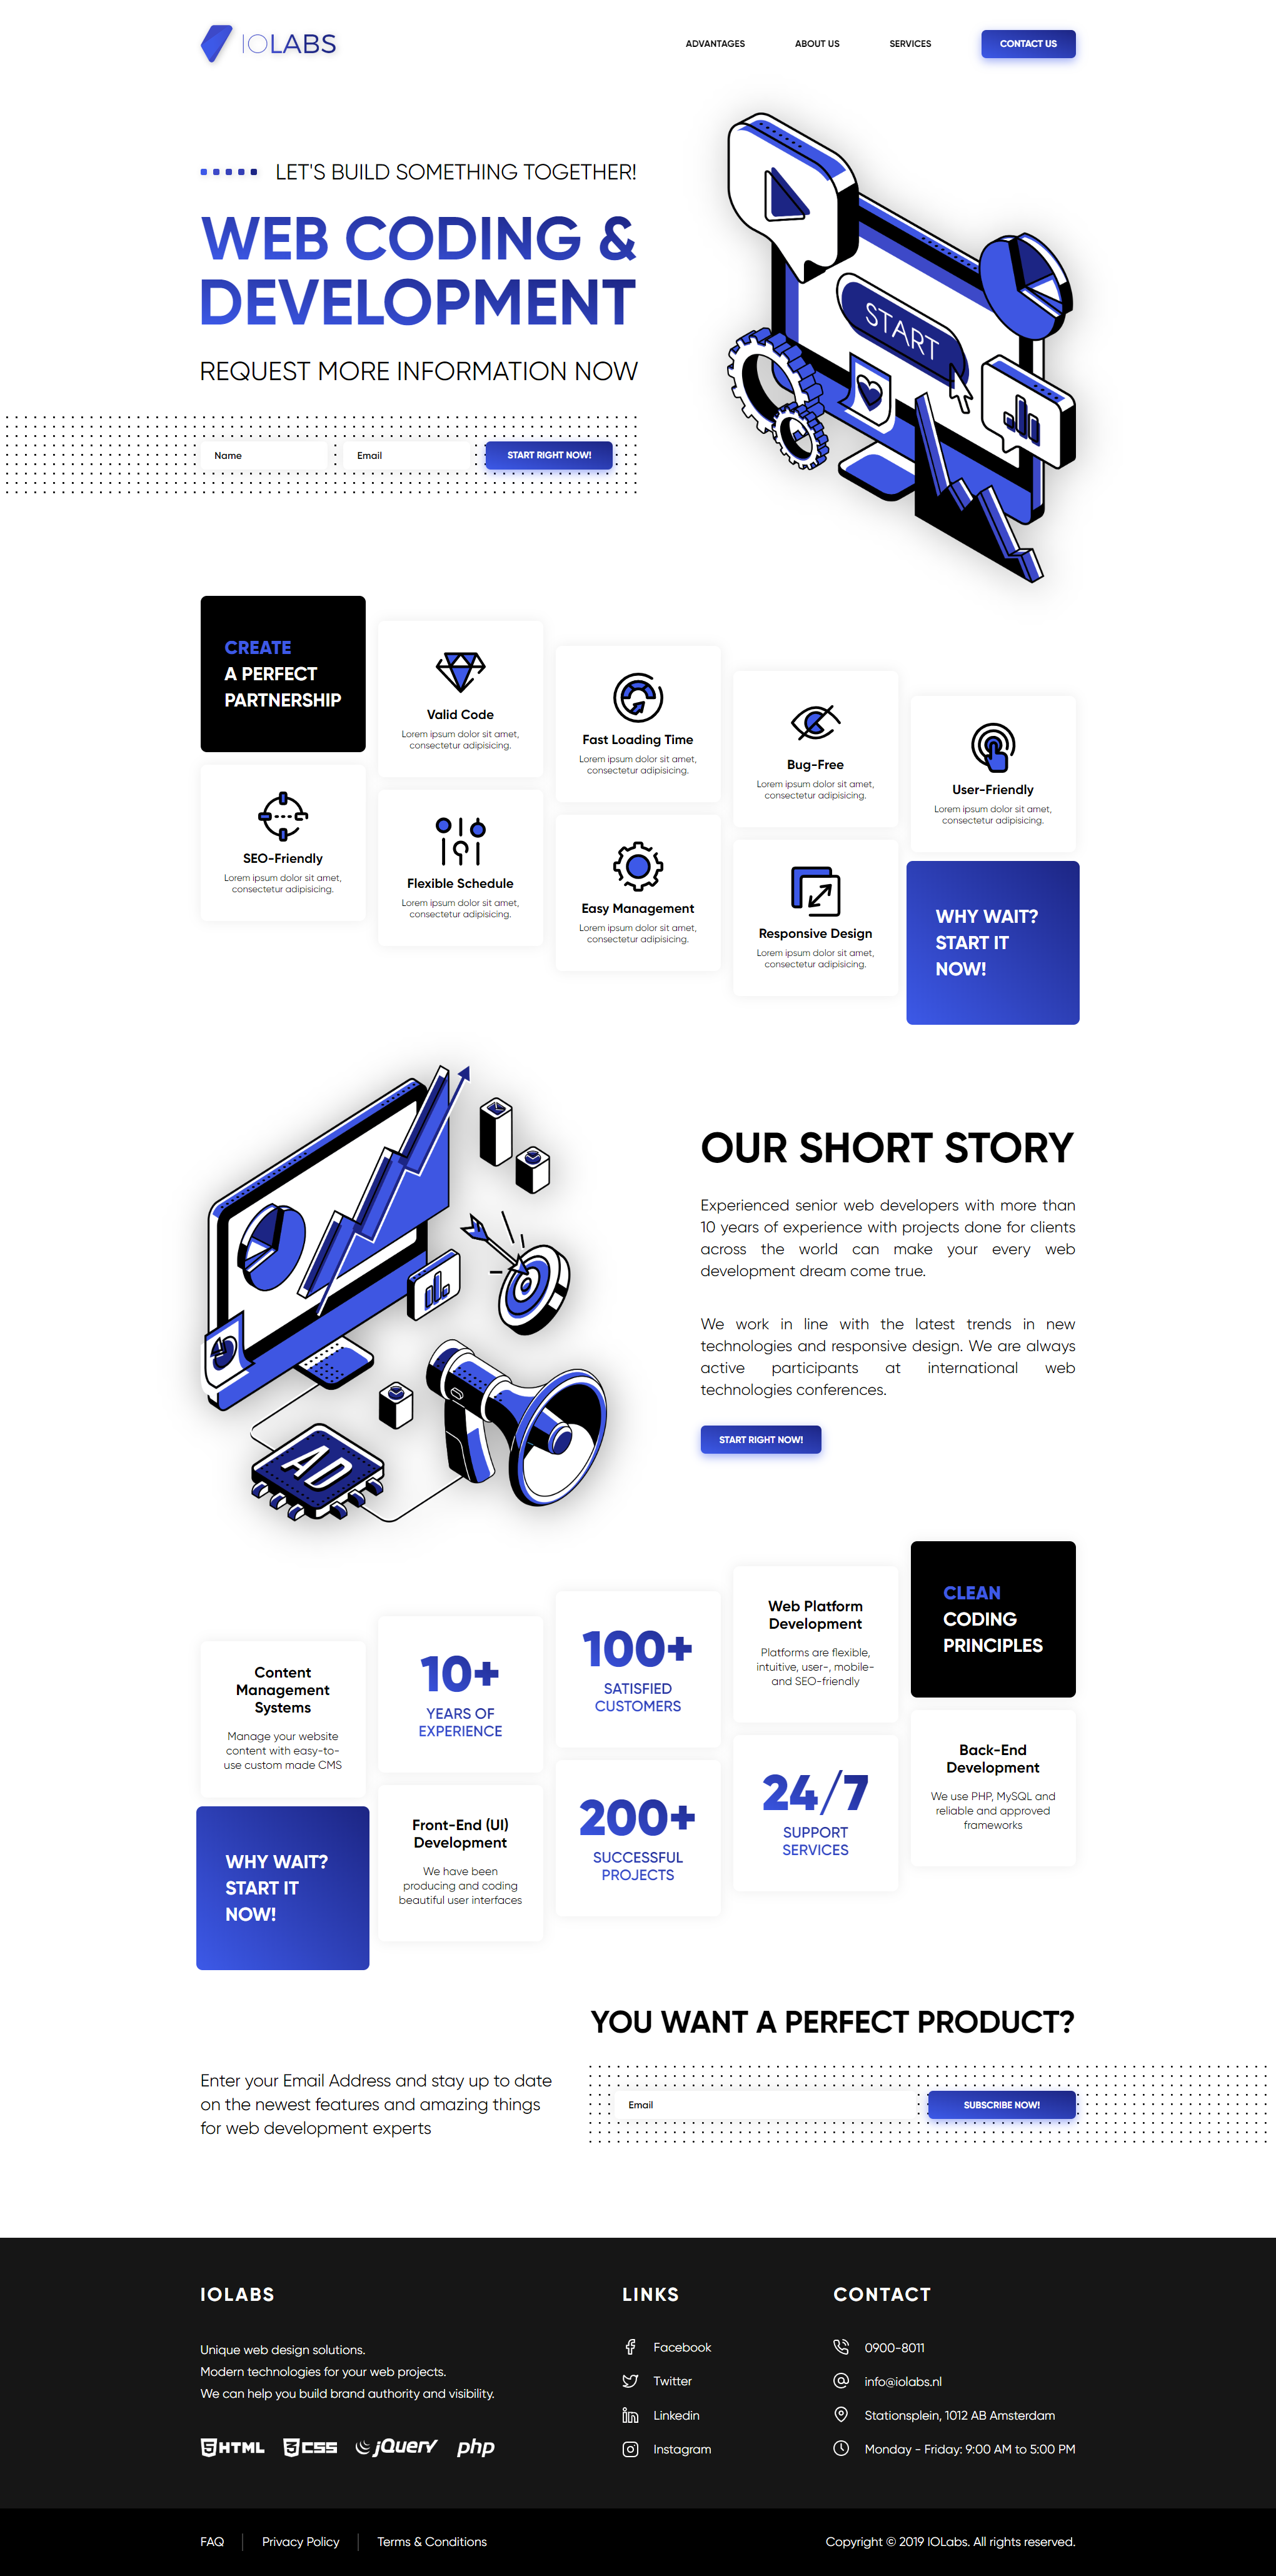 IOLABS
ADVANTAGES
ABOUT US
SERVICES
CONTACT US
LET'S BUILD SOMETHING TOGETHER!
WEB CODING &
DEVELOPMENT
REQUEST MORE INFORMATION NOW
Name
Email
START RIGHT NOW!
START
CREATE
A PERFECT
PARTNERSHIP
Valid Code
Lorem ipsum dolor sit amet,
consectetur adipisicing.
Fast Loading Time
Lorem ipsum dolor sit amet,
consectetur adipisicing.
Bug-Free
Lorem ipsum dolor sit amet,
consectetur adipisicing.
User-Friendly
Lorem ipsum dolor sit amet,
consectetur adipisicing.
SEO-Friendly
Lorem ipsum dolor sit amet,
consectetur adipisicing.
Flexible Schedule
Lorem ipsum dolor sit amet,
consectetur adipisicing.
Easy Management
Lorem ipsum dolor sit amet,
consectetur adipisicing.
Responsive Design
Lorem ipsum dolor sit amet,
consectetur adipisicing.
WHY WAIT?
START IT
NOW!
AD
OUR SHORT STORY
Experienced senior web developers with more than
10 years of experience with projects done for clients
across the world can make your every web
development dream come true.
We work in line with the latest trends in new
technologies and responsive design. We are always
active participants at international web
technologies conferences.
START RIGHT NOW!
Content
Management
Systems
Manage your website
content with easy-to-
use custom made CMS
10+
YEARS OF
EXPERIENCE
100+
SATISFIED
CUSTOMERS
Web Platform
Development
Platforms are flexible,
intuitive, user-, mobile-
and SEO-friendly
CLEAN
CODING
PRINCIPLES
WHY WAIT?
START IT
NOW!
Front-End (UI)
Development
We have been
producing and coding
beautiful user interfaces
200+
SUCCESSFUL
PROJECTS
24/7
SUPPORT
SERVICES
Back-End
Development
We use PHP, MySQL and
reliable and approved
frameworks
YOU WANT A PERFECT PRODUCT?
Enter your Email Address and stay up to date
on the newest features and amazing things
for web development experts
Email
SUBSCRIBE NOW!
IOLABS
Unique web design solutions.
Modern technologies for your web projects.
We can help you build brand authority and visibility.
5 HTML
3 CSS
jQuery
php
LINKS
Facebook
Twitter
Linkedin
Instagram
CONTACT
0900-8011
info@iolabs.nl
Stationsplein, 1012 AB Amsterdam
Monday - Friday: 9:00 AM to 5:00 PM
FAQ
Privacy Policy
Terms & Conditions
Copyright © 2019 IOLabs. All rights reserved.